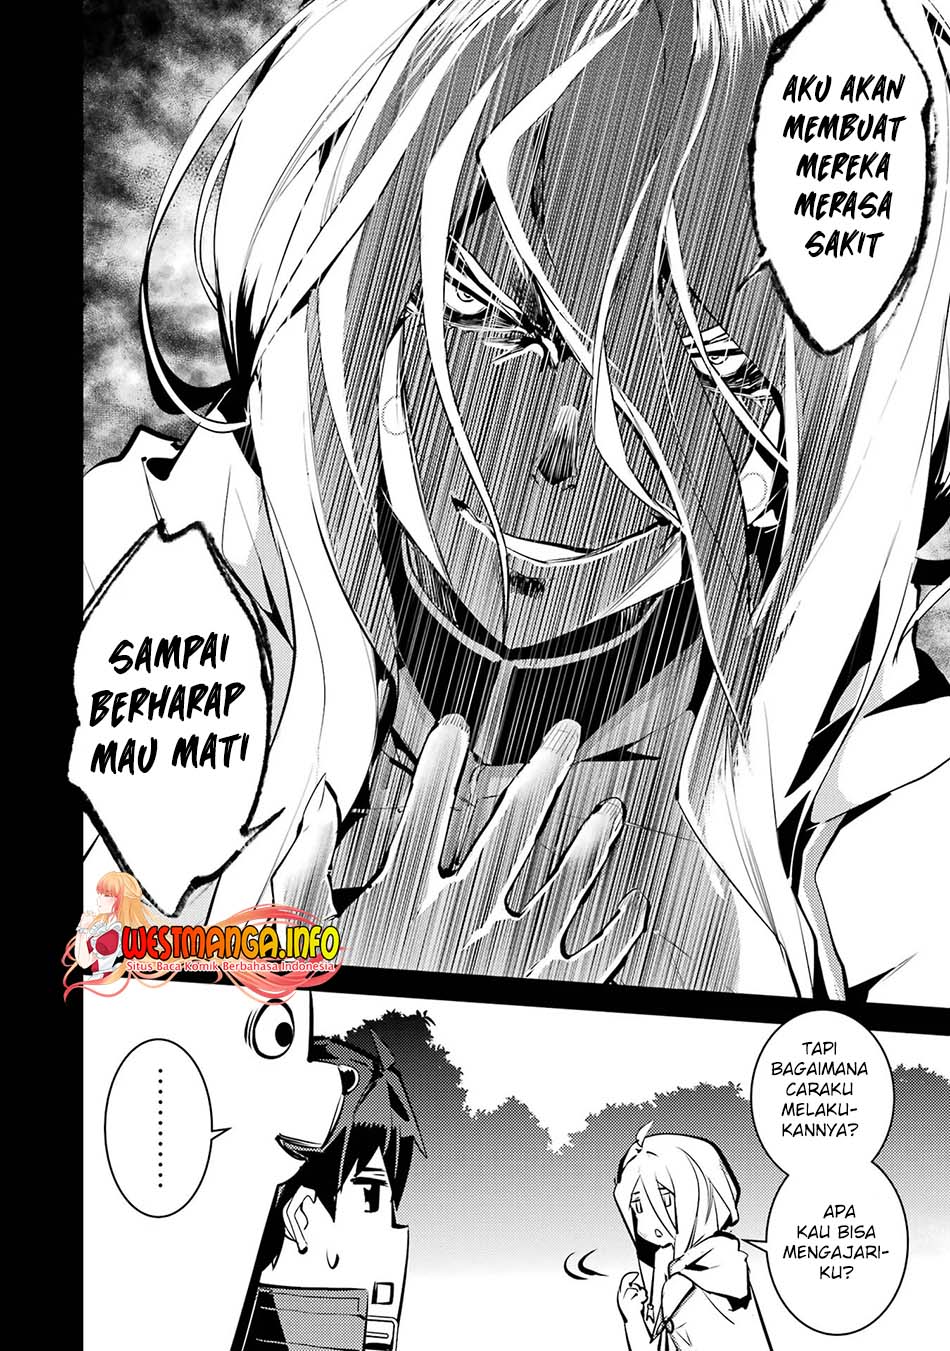 AKU AKAN
MEMBUAT
MEREKA
MERASA
SAKIT
SAMPAI
BERHARAP
MAU MATI
WESTMANGA.INFO
Situs Baca Komik Berbahasa Indonesia
TAPI
BAGAIMANA
CARAKU
MELAKU-
KANNYA?
APA
KAU BISA
MENGAJARI-
KU?
.........